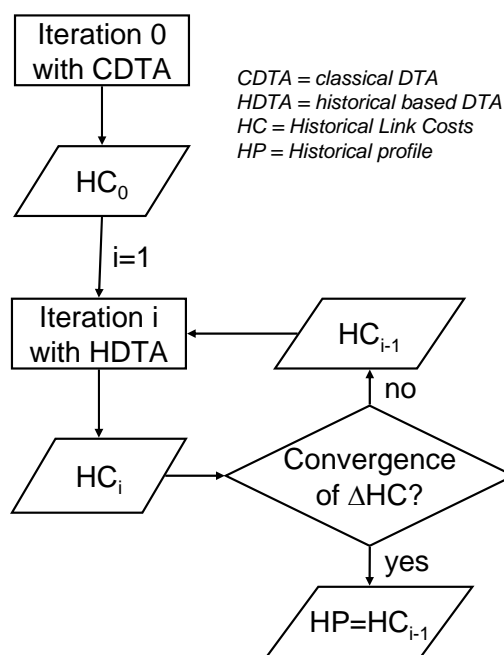 Iteration 0
with CDTA
CDTA = classical DTA
HDTA = historical based DTA
HC = Historical Link Costs
HP = Historical profile
HC₀
i=1
Iteration i
with HDTA
HCᵢ₋₁
no
HCᵢ
Convergence
of ΔHC?
yes
HP=HCᵢ₋₁